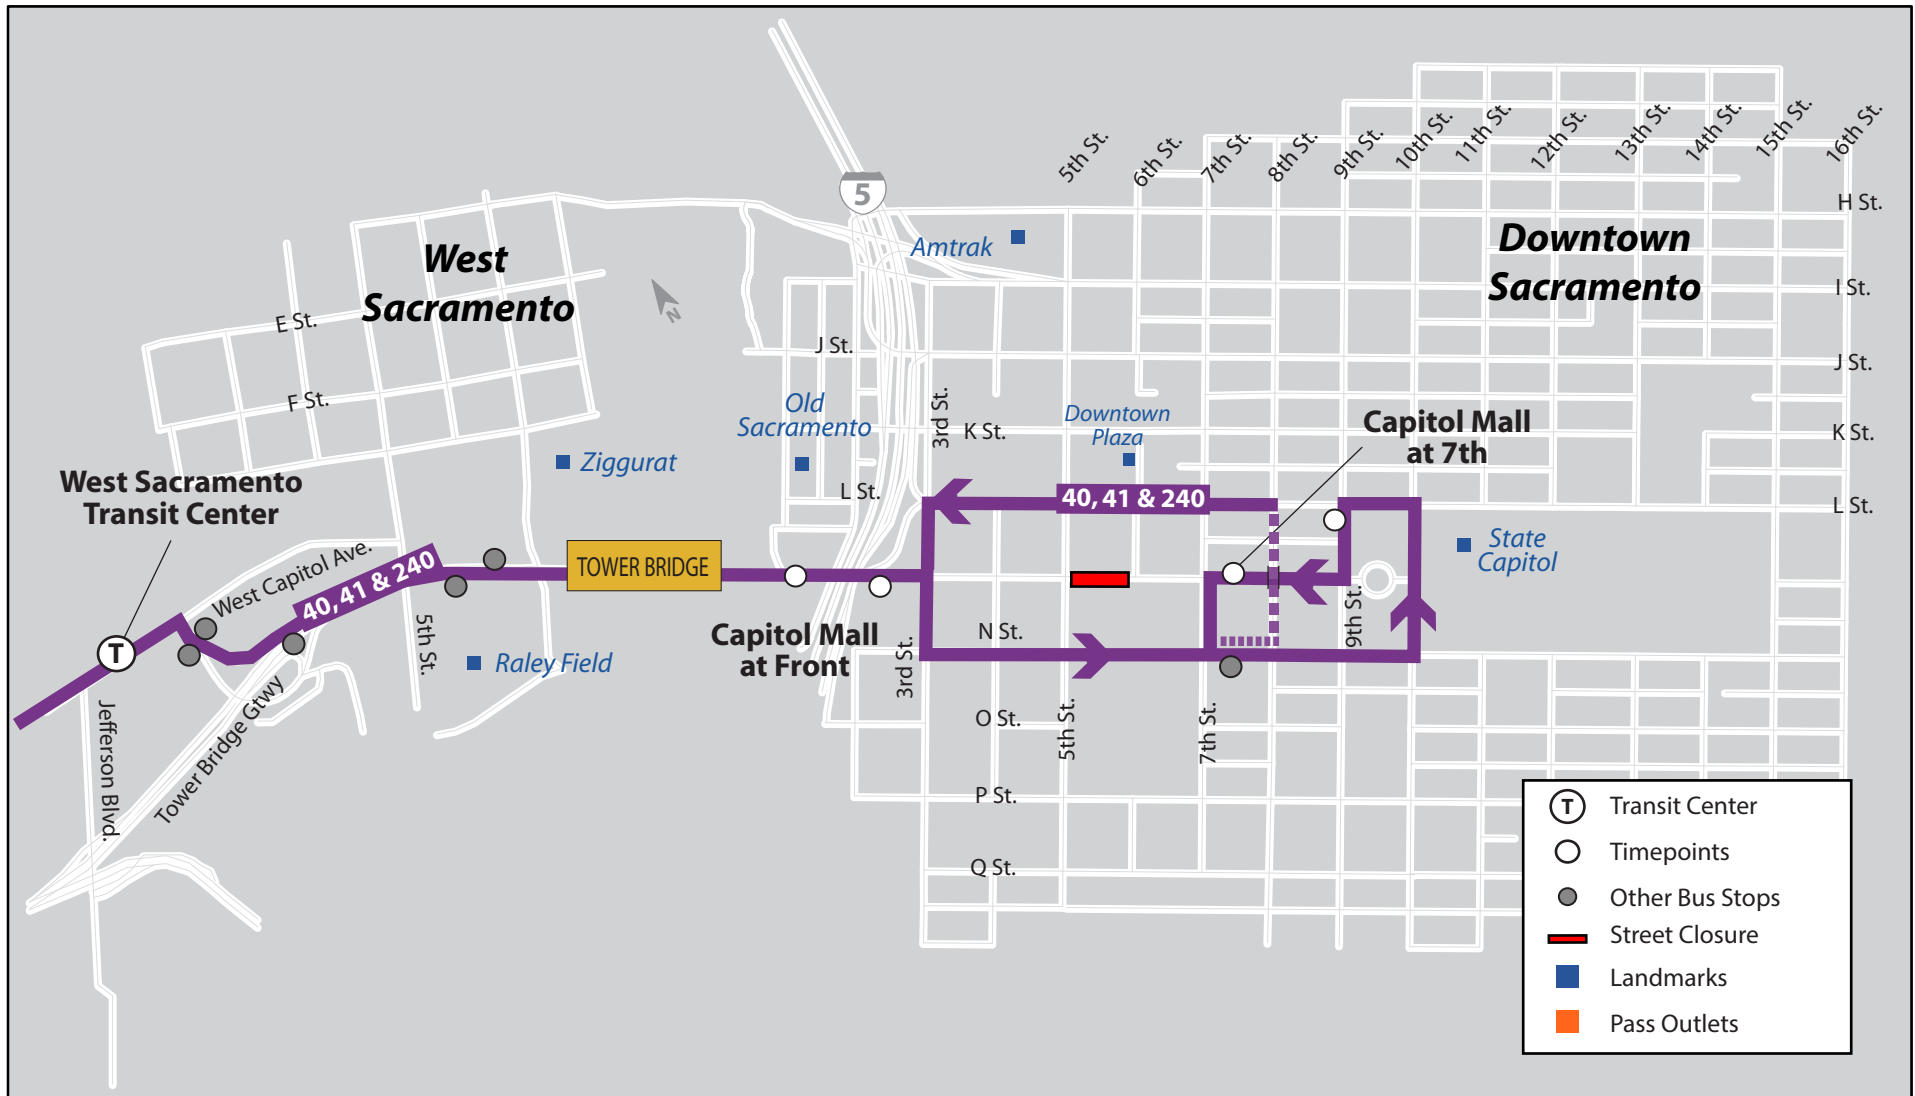 5th St.
6th St.
7th St.
8th St.
9th St.
10th St.
11th St.
12th St.
13th St.
14th St.
15th St.
16th St.
5
H St.
Amtrak
West
Sacramento
Downtown
Sacramento
N
I St.
E St.
J St.
J St.
F St.
Old
Sacramento
3rd St.
K St.
Downtown
Plaza
Capitol Mall
at 7th
K St.
Ziggurat
West Sacramento
Transit Center
L St.
40, 41 & 240
L St.
State
Capitol
West Capitol Ave.
40, 41 & 240
TOWER BRIDGE
5th St.
T
Raley Field
Capitol Mall
at Front
3rd St.
N St.
9th St.
Jefferson Blvd.
Tower Bridge Gtwy
O St.
5th St.
7th St.
P St.
Q St.
T Transit Center
Timepoints
Other Bus Stops
Street Closure
Landmarks
Pass Outlets